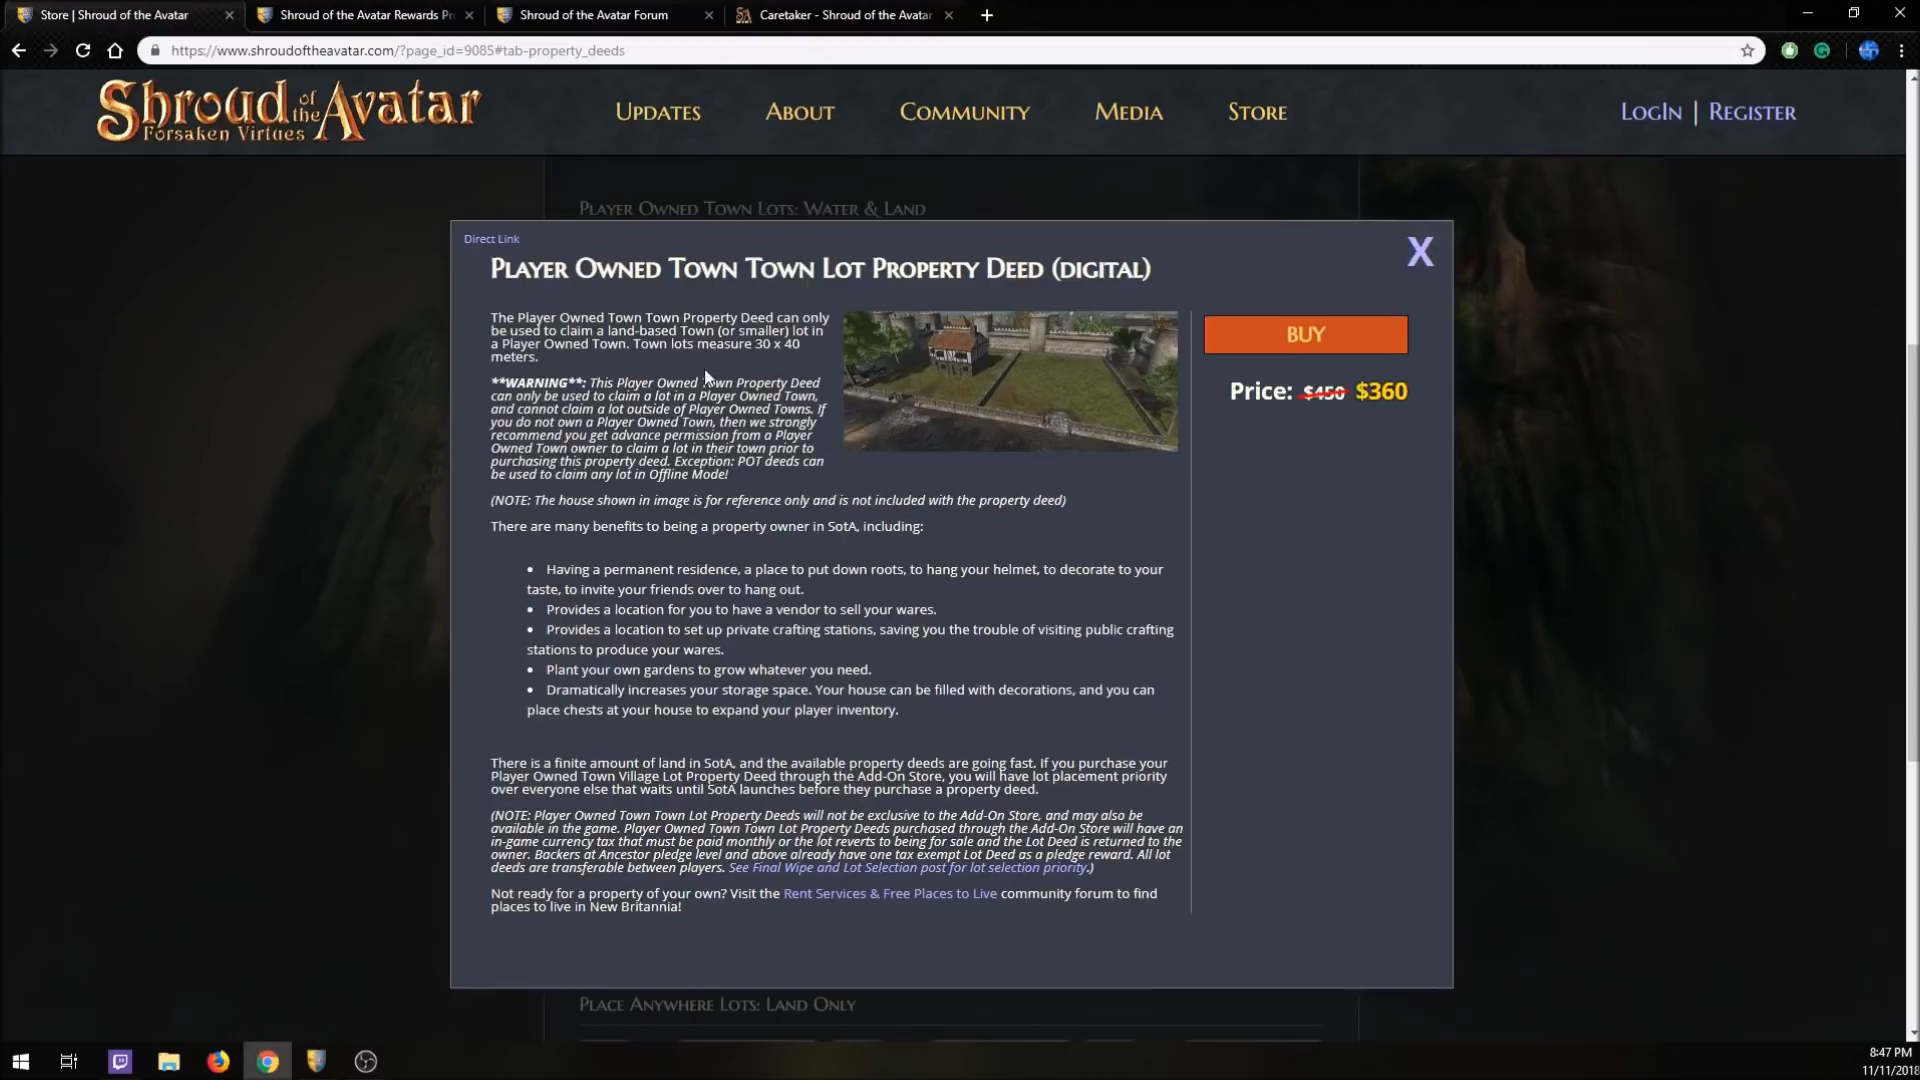 Store | Shroud of the Avatar
Shroud of the Avatar Rewards Pr
Shroud of the Avatar Forum
Caretaker - Shroud of the Avatar
https://www.shroudoftheavatar.com/?page_id=9085#tab-property_deeds
Shroud of the Avatar
Forsaken Virtues
Updates
About
Community
Media
Store
LogIn | Register
Player Owned Town Lots: Water & Land
Direct Link
X
Player Owned Town Town Lot Property Deed (digital)
The Player Owned Town Town Property Deed can only
be used to claim a land-based Town (or smaller) lot in
a Player Owned Town. Town lots measure 30 x 40
meters.
BUY
Price: $450 $360
**WARNING**: This Player Owned Town Property Deed
can only be used to claim a lot in a Player Owned Town,
and cannot claim a lot outside of Player Owned Towns. If
you do not own a Player Owned Town, then we strongly
recommend you get advance permission from a Player
Owned Town owner to claim a lot in their town prior to
purchasing this property deed. Exception: POT deeds can
be used to claim any lot in Offline Mode!
(NOTE: The house shown in image is for reference only and is not included with the property deed)
There are many benefits to being a property owner in SotA, including:
• Having a permanent residence, a place to put down roots, to hang your helmet, to decorate to your
taste, to invite your friends over to hang out.
• Provides a location for you to have a vendor to sell your wares.
• Provides a location to set up private crafting stations, saving you the trouble of visiting public crafting
stations to produce your wares.
• Plant your own gardens to grow whatever you need.
• Dramatically increases your storage space. Your house can be filled with decorations, and you can
place chests at your house to expand your player inventory.
There is a finite amount of land in SotA, and the available property deeds are going fast. If you purchase your
Player Owned Town Village Lot Property Deed through the Add-On Store, you will have lot placement priority
over everyone else that waits until SotA launches before they purchase a property deed.
(NOTE: Player Owned Town Town Lot Property Deeds will not be exclusive to the Add-On Store, and may also be
available in the game. Player Owned Town Town Lot Property Deeds purchased through the Add-On Store will have an
in-game currency tax that must be paid monthly or the lot reverts to being for sale and the Lot Deed is returned to the
owner. Backers at Ancestor pledge level and above already have one tax exempt Lot Deed as a pledge reward. All lot
deeds are transferable between players. See Final Wipe and Lot Selection post for lot selection priority.)
Not ready for a property of your own? Visit the Rent Services & Free Places to Live community forum to find
places to live in New Britannia!
Place Anywhere Lots: Land Only
8:47 PM
11/11/2018